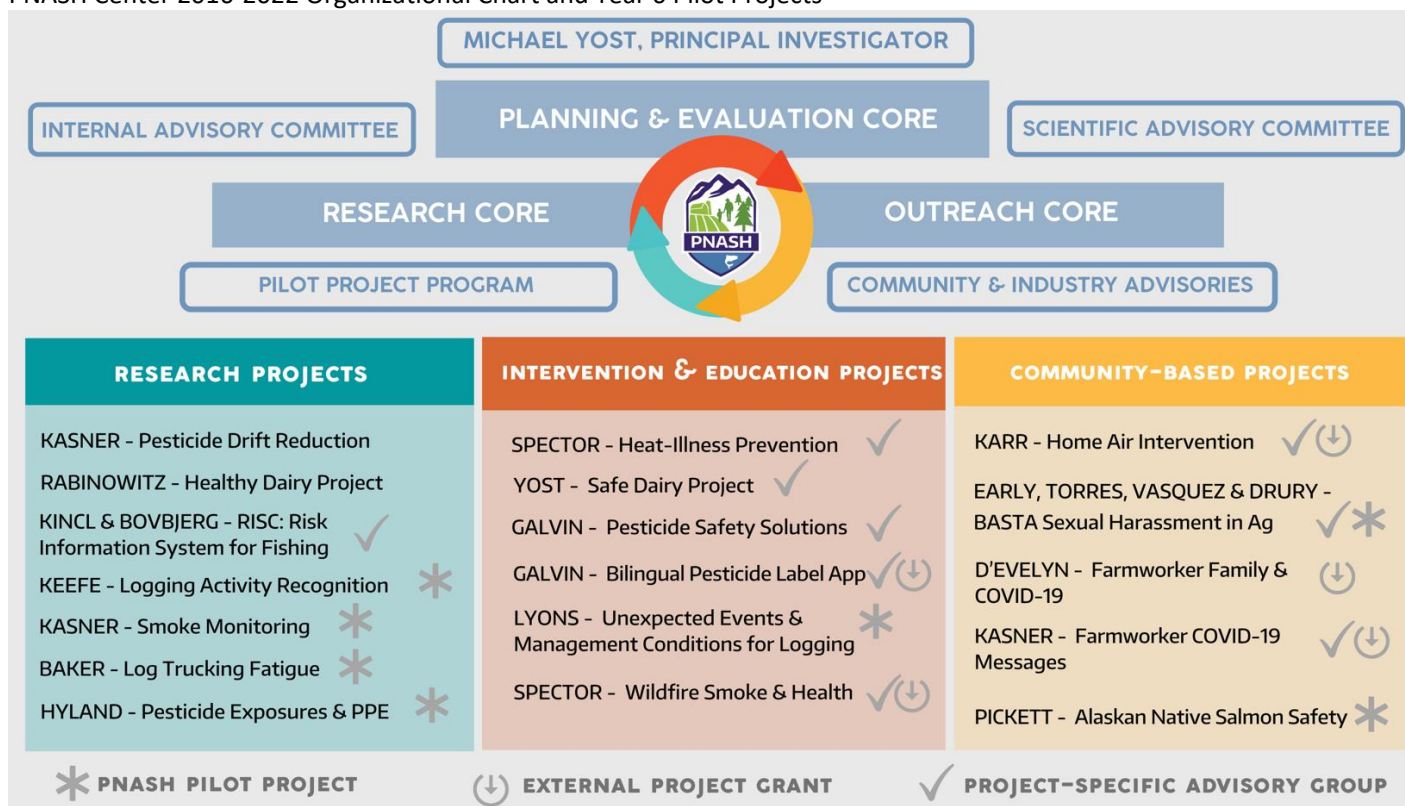 PNASH Center 2016-2022 Organizational Chart and Year 6 Pilot Projects
MICHAEL YOST, PRINCIPAL INVESTIGATOR
INTERNAL ADVISORY COMMITTEE
PLANNING & EVALUATION CORE
SCIENTIFIC ADVISORY COMMITTEE
RESEARCH CORE
PNASH
OUTREACH CORE
PILOT PROJECT PROGRAM
COMMUNITY & INDUSTRY ADVISORIES
RESEARCH PROJECTS
KASNER - Pesticide Drift Reduction
RABINOWITZ - Healthy Dairy Project
KINCL & BOVBJERG - RISC: Risk
Information System for Fishing
KEEFE - Logging Activity Recognition
KASNER - Smoke Monitoring
BAKER - Log Trucking Fatigue
HYLAND - Pesticide Exposures & PPE
INTERVENTION & EDUCATION PROJECTS
SPECTOR - Heat-Illness Prevention
YOST - Safe Dairy Project
GALVIN - Pesticide Safety Solutions
GALVIN - Bilingual Pesticide Label App
LYONS - Unexpected Events &
Management Conditions for Logging
SPECTOR - Wildfire Smoke & Health
COMMUNITY-BASED PROJECTS
KARR - Home Air Intervention
EARLY, TORRES, VASQUEZ & DRURY -
BASTA Sexual Harassment in Ag
D'EVELYN - Farmworker Family &
COVID-19
KASNER - Farmworker COVID-19
Messages
PICKETT - Alaskan Native Salmon Safety
PNASH PILOT PROJECT
EXTERNAL PROJECT GRANT
PROJECT-SPECIFIC ADVISORY GROUP